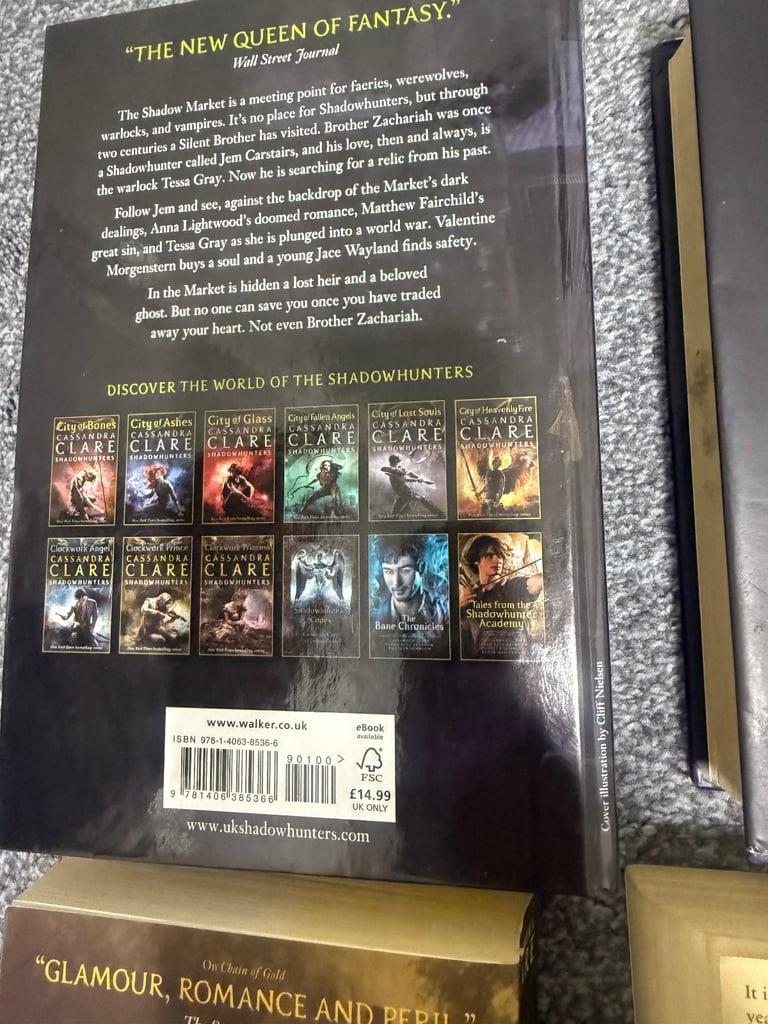 “THE NEW QUEEN OF FANTASY.”
Wall Street Journal
The Shadow Market is a meeting point for faeries, werewolves,
warlocks, and vampires. It’s no place for Shadowhunters, but through
two centuries a Silent Brother has visited. Brother Zachariah was once
a Shadowhunter called Jem Carstairs, and his love, then and always, is
the warlock Tessa Gray. Now he is searching for a relic from his past.
Follow Jem and see, against the backdrop of the Market’s dark
dealings, Anna Lightwood’s doomed romance, Matthew Fairchild’s
great sin, and Tessa Gray as she is plunged into a world war. Valentine
Morgenstern buys a soul and a young Jace Wayland finds safety.
In the Market is hidden a lost heir and a beloved
ghost. But no one can save you once you have traded
away your heart. Not even Brother Zachariah.
DISCOVER THE WORLD OF THE SHADOWHUNTERS
City of Bones
CASSANDRA
CLARE
SHADOWHUNTERS
City of Ashes
CASSANDRA
CLARE
SHADOWHUNTERS
City of Glass
CASSANDRA
CLARE
SHADOWHUNTERS
City of Fallen Angels
CASSANDRA
CLARE
SHADOWHUNTERS
City of Lost Souls
CASSANDRA
CLARE
SHADOWHUNTERS
City of Heavenly Fire
CASSANDRA
CLARE
SHADOWHUNTERS
Clockwork Angel
CASSANDRA
CLARE
SHADOWHUNTERS
Clockwork Prince
CASSANDRA
CLARE
SHADOWHUNTERS
Clockwork Princess
CASSANDRA
CLARE
SHADOWHUNTERS
The
Bane Chronicles
Tales from the
Shadowhunter
Academy
www.walker.co.uk
ISBN 978-1-4063-8536-6
90100 >
9 781406 385366
eBook
available
FSC
£14.99
UK ONLY
www.ukshadowhunters.com
Cover illustration by Cliff Nielsen
On Chain of Gold
“GLAMOUR, ROMANCE AND PERIL.”
It i